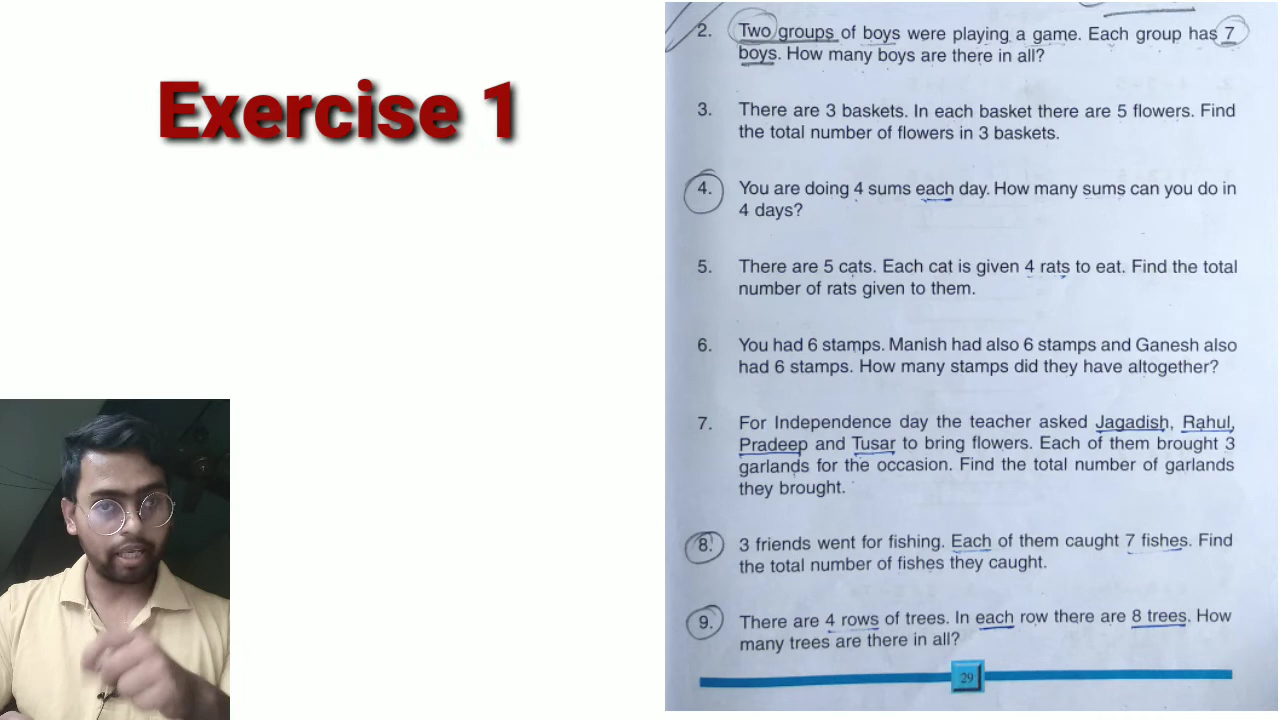 Exercise 1
2. Two groups of boys were playing a game. Each group has 7
boys. How many boys are there in all?
3. There are 3 baskets. In each basket there are 5 flowers. Find
the total number of flowers in 3 baskets.
4. You are doing 4 sums each day. How many sums can you do in
4 days?
5. There are 5 cats. Each cat is given 4 rats to eat. Find the total
number of rats given to them.
6. You had 6 stamps. Manish had also 6 stamps and Ganesh also
had 6 stamps. How many stamps did they have altogether?
7. For Independence day the teacher asked Jagadish, Rahul,
Pradeep and Tusar to bring flowers. Each of them brought 3
garlands for the occasion. Find the total number of garlands
they brought.
8. 3 friends went for fishing. Each of them caught 7 fishes. Find
the total number of fishes they caught.
9. There are 4 rows of trees. In each row there are 8 trees. How
many trees are there in all?
29